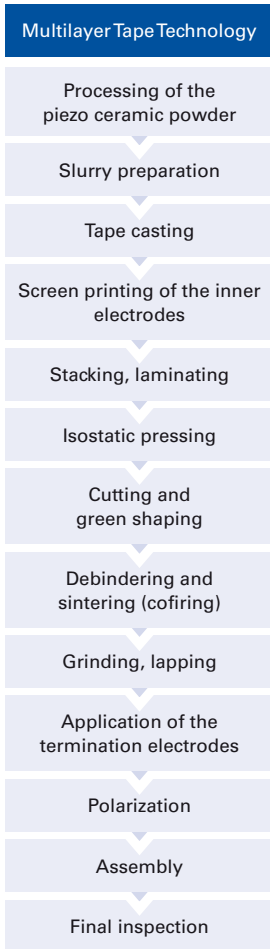 Multilayer Tape Technology
Processing of the
piezo ceramic powder
Slurry preparation
Tape casting
Screen printing of the inner
electrodes
Stacking, laminating
Isostatic pressing
Cutting and
green shaping
Debindering and
sintering (cofiring)
Grinding, lapping
Application of the
termination electrodes
Polarization
Assembly
Final inspection